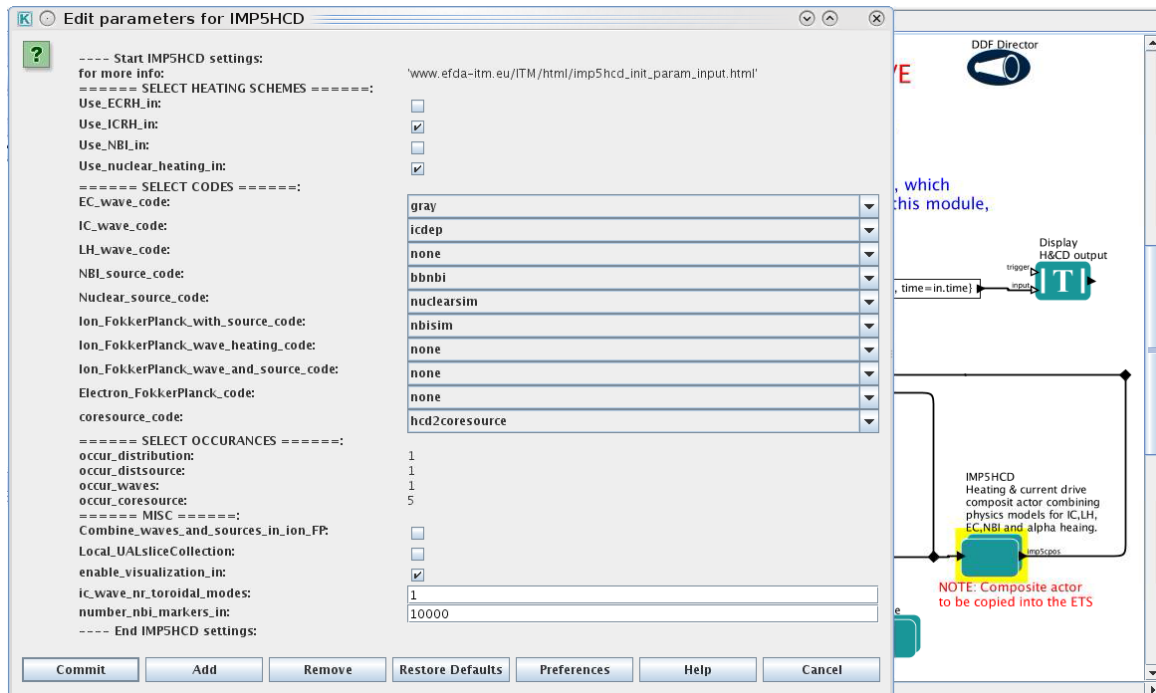 Edit parameters for IMP5HCD
---- Start IMP5HCD settings:
for more info: 'www.efda-itm.eu/ITM/html/imp5hcd_init_param_input.html'
====== SELECT HEATING SCHEMES ======:
Use_ECRH_in:
Use_ICRH_in:
Use_NBI_in:
Use_nuclear_heating_in:
====== SELECT CODES ======:
EC_wave_code: gray
IC_wave_code: icdep
LH_wave_code: none
NBI_source_code: bbnbi
Nuclear_source_code: nuclearsim
Ion_FokkerPlanck_with_source_code: nbisim
Ion_FokkerPlanck_wave_heating_code: none
Ion_FokkerPlanck_wave_and_source_code: none
Electron_FokkerPlanck_code: none
coresource_code: hcd2coresource
====== SELECT OCCURANCES ======:
occur_distribution: 1
occur_distsource: 1
occur_waves: 1
occur_coresource: 5
====== MISC ======:
Combine_waves_and_sources_in_ion_FP:
Local_UALsliceCollection:
enable_visualization_in:
ic_wave_nr_toroidal_modes: 1
number_nbi_markers_in: 10000
---- End IMP5HCD settings:
Commit Add Remove Restore Defaults Preferences Help Cancel
DDF Director
, which
this module,
Display
H&CD output
trigger
input
T
, time=in.time}
IMP5HCD
Heating & current drive
composit actor combining
physics models for IC,LH,
EC,NBI and alpha heaing.
imp5cpos
NOTE: Composite actor
to be copied into the ETS